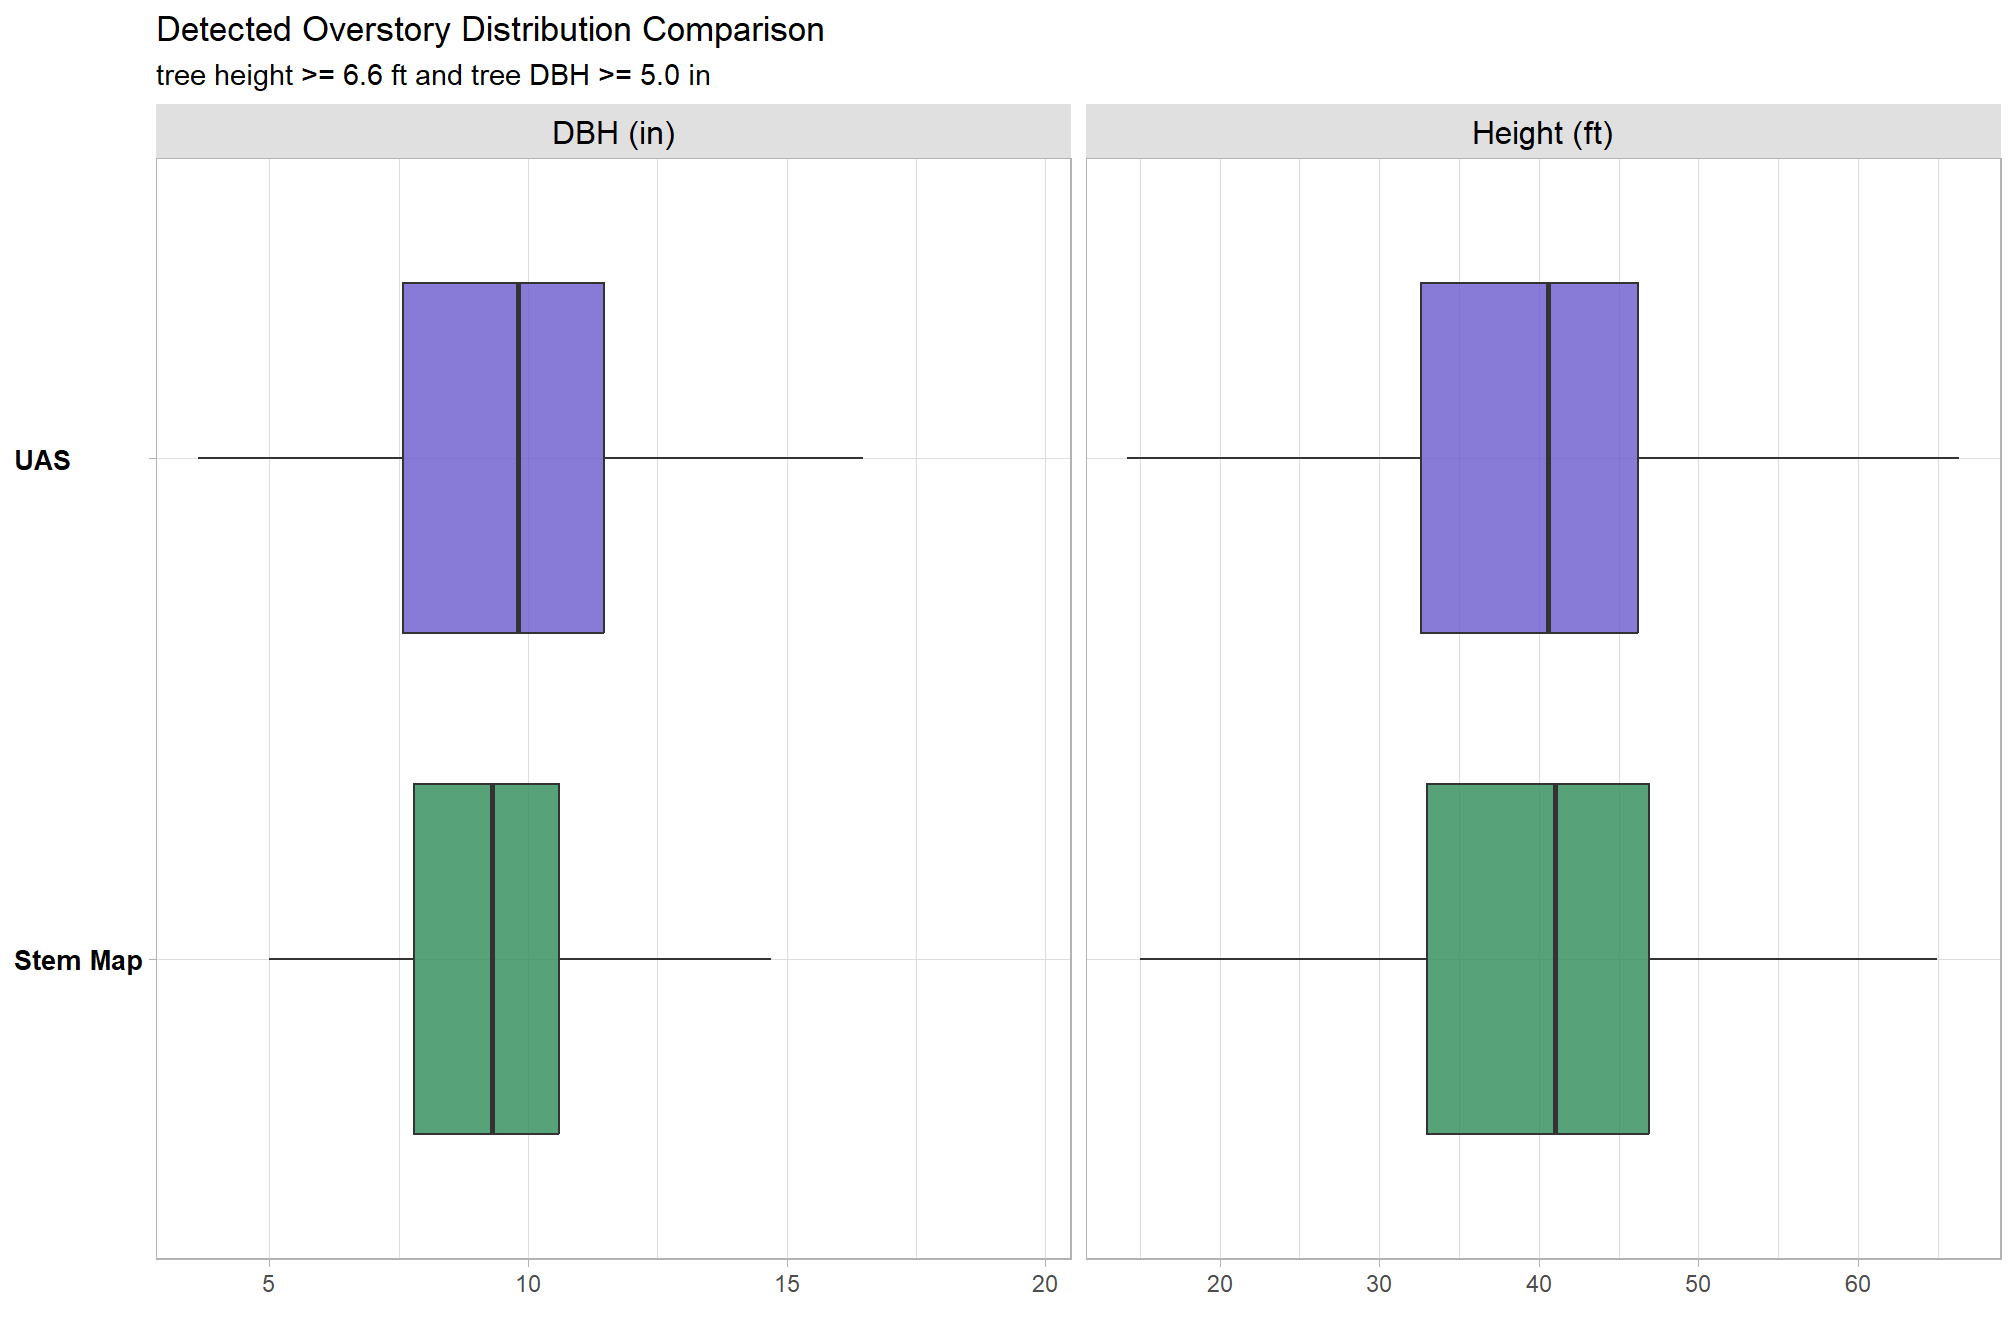 Detected Overstory Distribution Comparison
tree height >= 6.6 ft and tree DBH >= 5.0 in
DBH (in)
Height (ft)
UAS
Stem Map
5 10 15 20
20 30 40 50 60